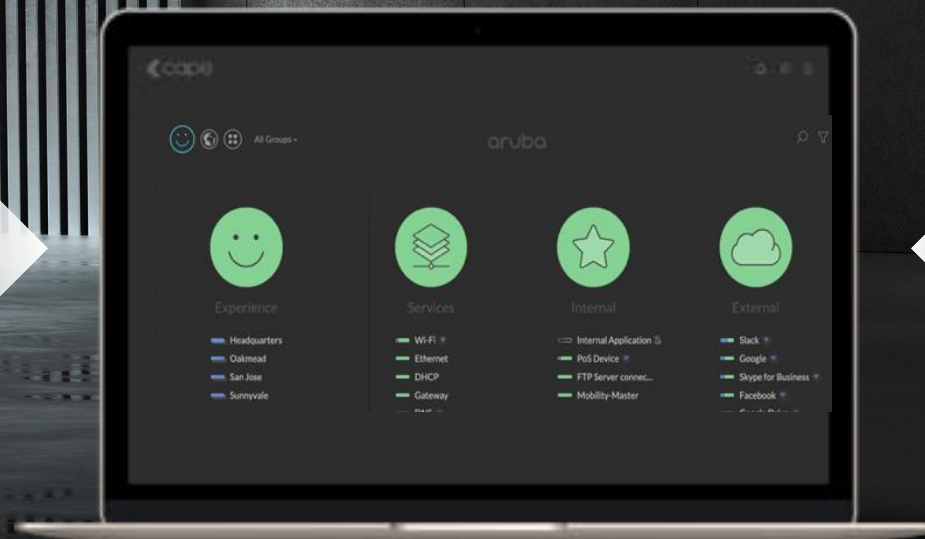 cape
All Groups
aruba
Experience
Services
Internal
External
Headquarters
Oakmead
San Jose
Sunnyvale
Wi-Fi
Ethernet
DHCP
Gateway
Internal Application
PoS Device
FTP Server connec...
Mobility-Master
Slack
Google
Skype for Business
Facebook